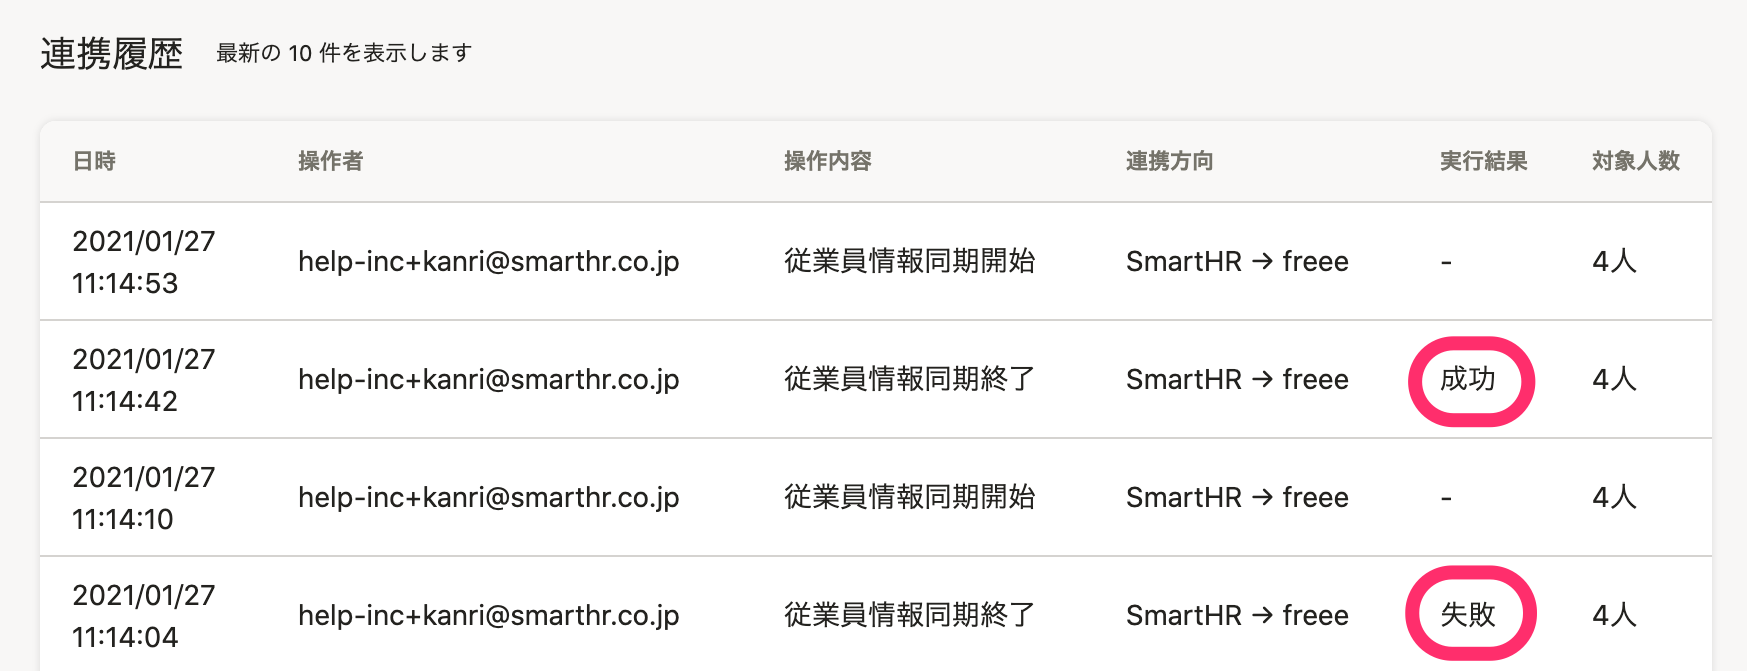 連携履歴 最新の 10 件を表示します
日時 操作者 操作内容 連携方向 実行結果 対象人数
2021/01/27
11:14:53
help-inc+kanri@smarthr.co.jp 従業員情報同期開始 SmartHR → freee - 4人
2021/01/27
11:14:42
help-inc+kanri@smarthr.co.jp 従業員情報同期終了 SmartHR → freee 成功 4人
2021/01/27
11:14:10
help-inc+kanri@smarthr.co.jp 従業員情報同期開始 SmartHR → freee - 4人
2021/01/27
11:14:04
help-inc+kanri@smarthr.co.jp 従業員情報同期終了 SmartHR → freee 失敗 4人